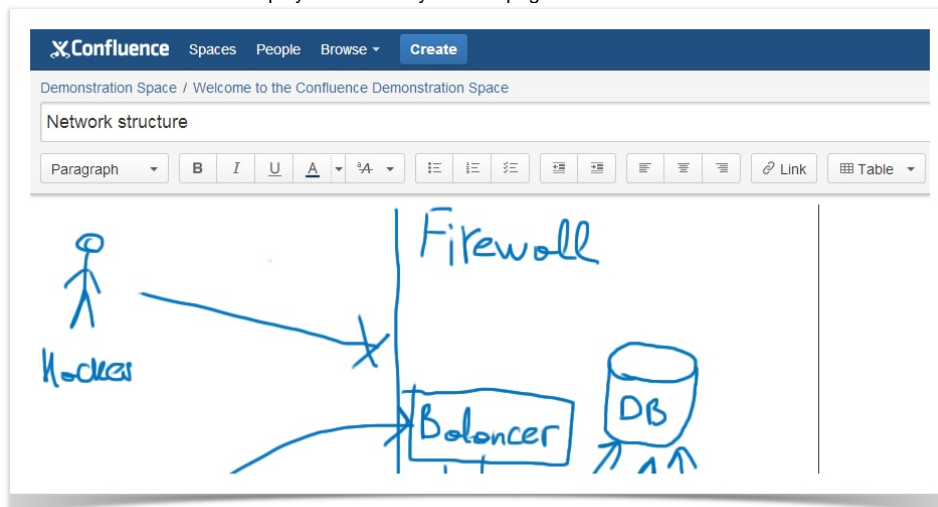 Confluence Spaces People Browse Create
Demonstration Space / Welcome to the Confluence Demonstration Space
Network structure
Paragraph B I U A ªA Link Table
Firewall
Hacker
Balancer
DB